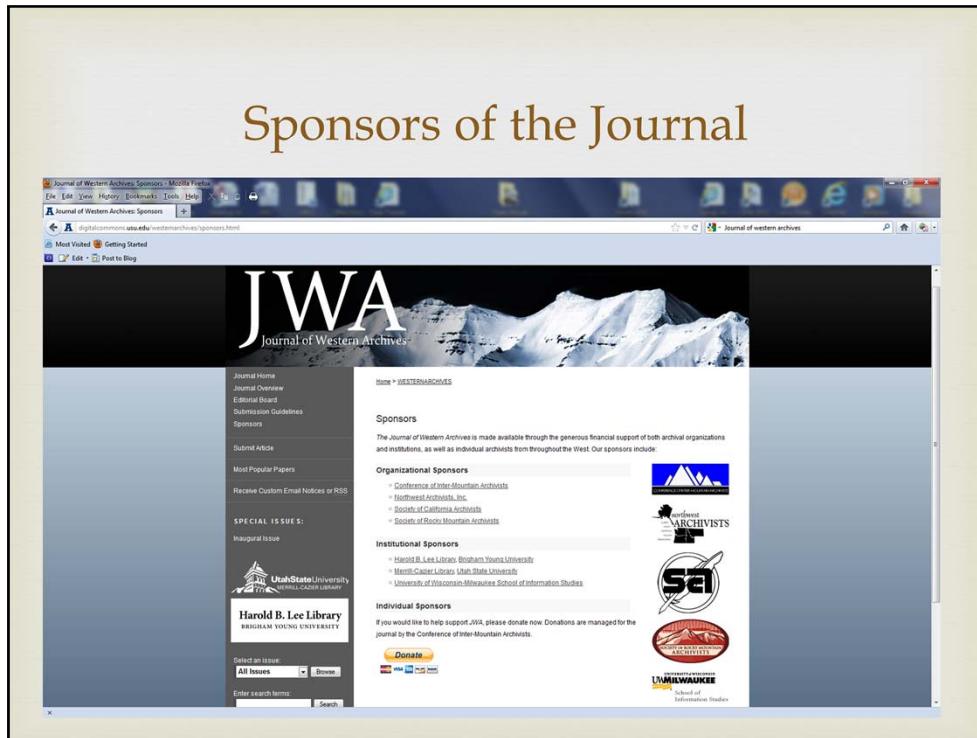 Sponsors of the Journal
Journal of Western Archives: Sponsors - Mozilla Firefox
File Edit View History Bookmarks Tools Help
Journal of Western Archives: Sponsors
digitalcommons.usu.edu/westernarchives/sponsors.html
Journal of western archives
Most Visited Getting Started
Edit Post to Blog
JWA
Journal of Western Archives
Journal Home
Journal Overview
Editorial Board
Submission Guidelines
Sponsors
Submit Article
Most Popular Papers
Receive Custom Email Notices or RSS
SPECIAL ISSUES:
Inaugural Issue
UtahStateUniversity
MERRILL-CAZIER LIBRARY
Harold B. Lee Library
BRIGHAM YOUNG UNIVERSITY
Select an issue:
All Issues Browse
Enter search terms:
Search
Home > WESTERNARCHIVES
Sponsors
The Journal of Western Archives is made available through the generous financial support of both archival organizations
and institutions, as well as individual archivists from throughout the West. Our sponsors include:
Organizational Sponsors
Conference of Inter-Mountain Archivists
Northwest Archivists, Inc.
Society of California Archivists
Society of Rocky Mountain Archivists
Institutional Sponsors
Harold B. Lee Library, Brigham Young University
Merrill-Cazier Library, Utah State University
University of Wisconsin-Milwaukee School of Information Studies
Individual Sponsors
If you would like to help support JWA, please donate now. Donations are managed for the
journal by the Conference of Inter-Mountain Archivists.
Donate
VISA
CONFERENCE OF INTER-MOUNTAIN ARCHIVISTS
northwest
ARCHIVISTS
SOCIETY OF ROCKY MOUNTAIN
ARCHIVISTS
UNIVERSITY of WISCONSIN
UWMILWAUKEE
School of
Information Studies